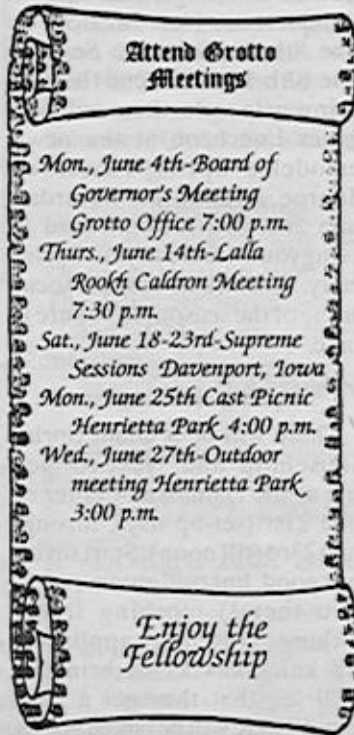 Attend Grotto
Meetings
Mon., June 4th-Board of
Governor's Meeting
Grotto Office 7:00 p.m.
Thurs., June 14th-Lalla
Rookh Caldron Meeting
7:30 p.m.
Sat., June 18-23rd-Supreme
Sessions Davenport, Iowa
Mon., June 25th Cast Picnic
Henrietta Park 4:00 p.m.
Wed., June 27th-Outdoor
meeting Henrietta Park
3:00 p.m.
Enjoy the
Fellowship